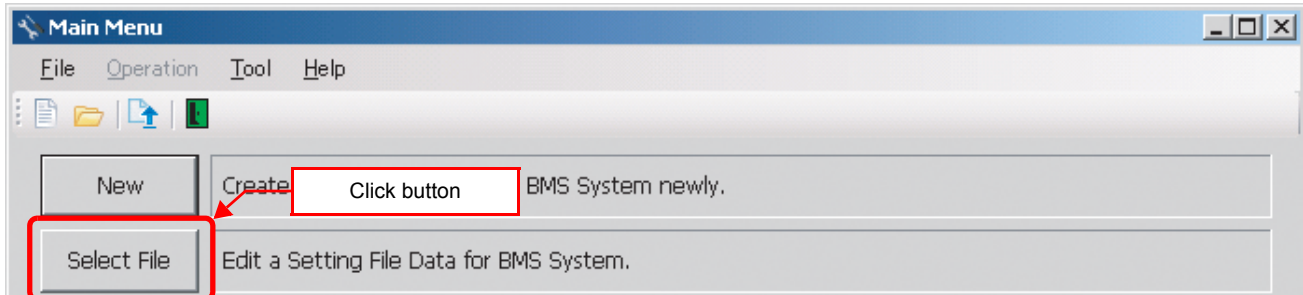 Main Menu
File Operation Tool Help
New Create Click button BMS System newly.
Select File Edit a Setting File Data for BMS System.